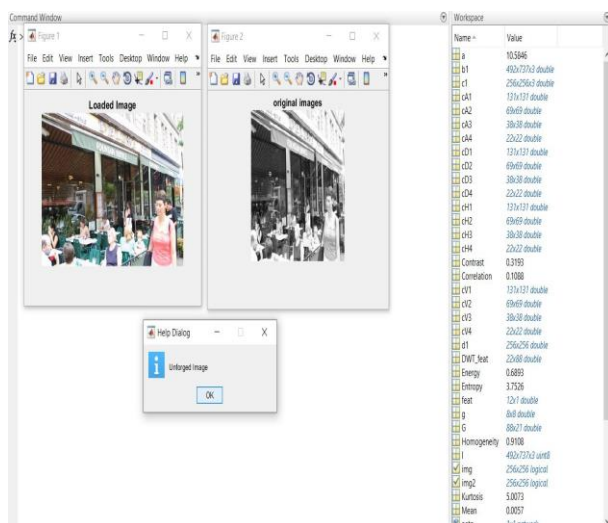 Command Window
fx >
Figure 1
File Edit View Insert Tools Desktop Window Help
Loaded Image
Figure 2
File Edit View Insert Tools Desktop Window Help
original images
Help Dialog
Unforged Image
OK
Workspace
Name Value
a 10.5846
b1 492x737x3 double
c1 256x256x3 double
cA1 131x131 double
cA2 69x69 double
cA3 38x38 double
cA4 22x22 double
cD1 131x131 double
cD2 69x69 double
cD3 38x38 double
cD4 22x22 double
cH1 131x131 double
cH2 69x69 double
cH3 38x38 double
cH4 22x22 double
Contrast 0.3193
Correlation 0.1088
cV1 131x131 double
cV2 69x69 double
cV3 38x38 double
cV4 22x22 double
d1 256x256 double
DWT_feat 22x88 double
Energy 0.6893
Entropy 3.7526
feat 12x1 double
g 8x8 double
G 88x21 double
Homogeneity 0.9108
I 492x737x3 uint8
img 256x256 logical
img2 256x256 logical
Kurtosis 5.0073
Mean 0.0057